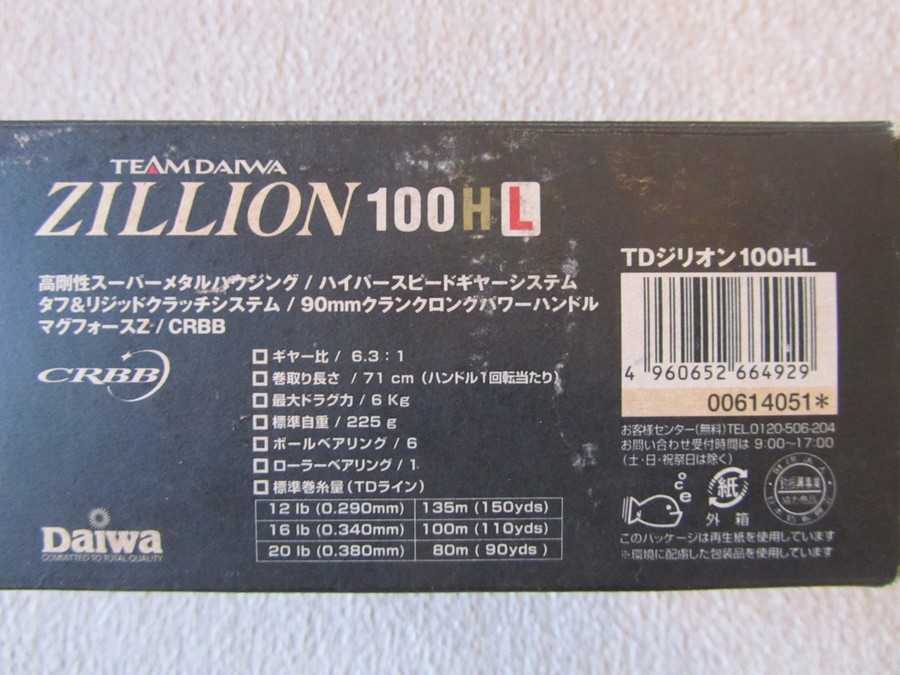 TEAM DAIWA
ZILLION 100HL
高剛性スーパーメタルハウジング / ハイパースピードギヤーシステム
タフ&リジッドクラッチシステム / 90mmクランクロングパワーハンドル
マグフォースZ / CRBB
CRBB
ギヤー比 / 6.3:1
巻取り長さ / 71 cm (ハンドル1回転当たり)
最大ドラグ力 / 6 Kg
標準自重 / 225 g
ボールベアリング / 6
ローラーベアリング / 1
標準巻糸量 (TDライン)
12 lb (0.290mm) 135m (150yds)
16 lb (0.340mm) 100m (110yds)
20 lb (0.380mm) 80m ( 90yds )
Daiwa
COMMITTED TO TOTAL QUALITY
TDジリオン100HL
4 960652 664929
00614051*
お客様センター(無料)TEL.0120-506-204
お問い合わせ受付時間は 9:00~17:00
(土・日・祝祭日は除く)
紙
外 箱
このパッケージは再生紙を使用しています
※環境に配慮した包装品を使用しています